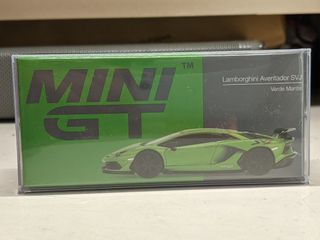 MINI
GT
TM
Lamborghini Aventador SVJ
Verde Mantis